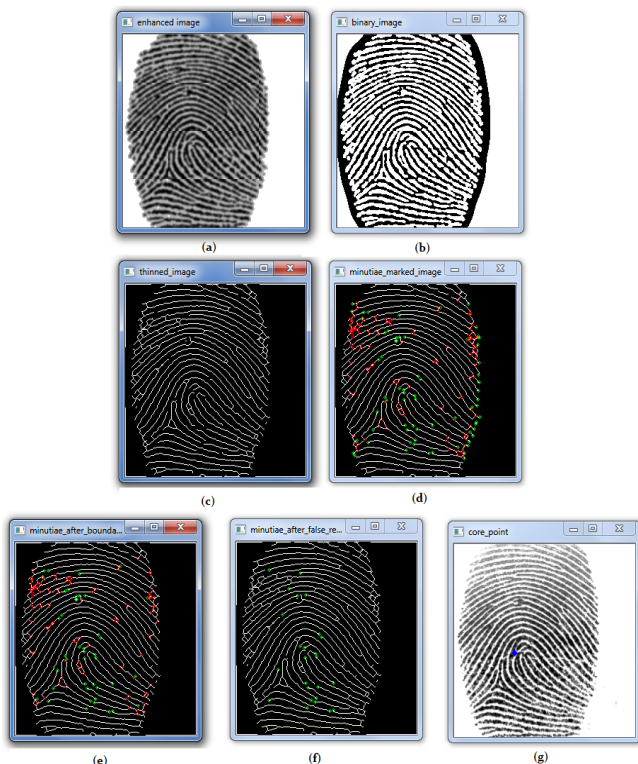 enhanced image
binary_image
(a)
(b)
thinned_image
minutiae_marked_image
(c)
(d)
minutiae_after_bounda...
minutiae_after_false_re...
core_point
(e)
(f)
(g)